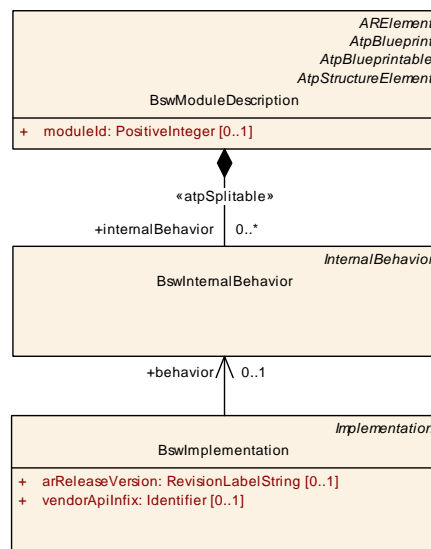 ARElement
AtpBlueprint
AtpBlueprintable
AtpStructureElement
BswModuleDescription
+ moduleId: PositiveInteger [0..1]
«atpSplitable»
+internalBehavior 0..*
InternalBehavior
BswInternalBehavior
+behavior 0..1
Implementation
BswImplementation
+ arReleaseVersion: RevisionLabelString [0..1]
+ vendorApiInfix: Identifier [0..1]